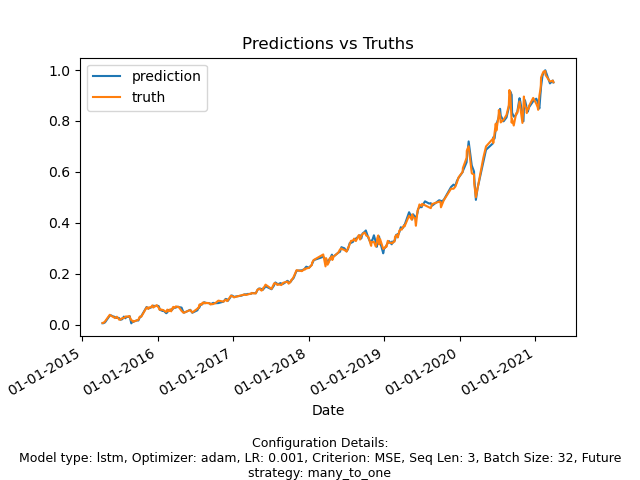 Predictions vs Truths
prediction
truth
1.0
0.8
0.6
0.4
0.2
0.0
01-01-2015
01-01-2016
01-01-2017
01-01-2018
01-01-2019
01-01-2020
01-01-2021
Date
Configuration Details:
Model type: lstm, Optimizer: adam, LR: 0.001, Criterion: MSE, Seq Len: 3, Batch Size: 32, Future
strategy: many_to_one